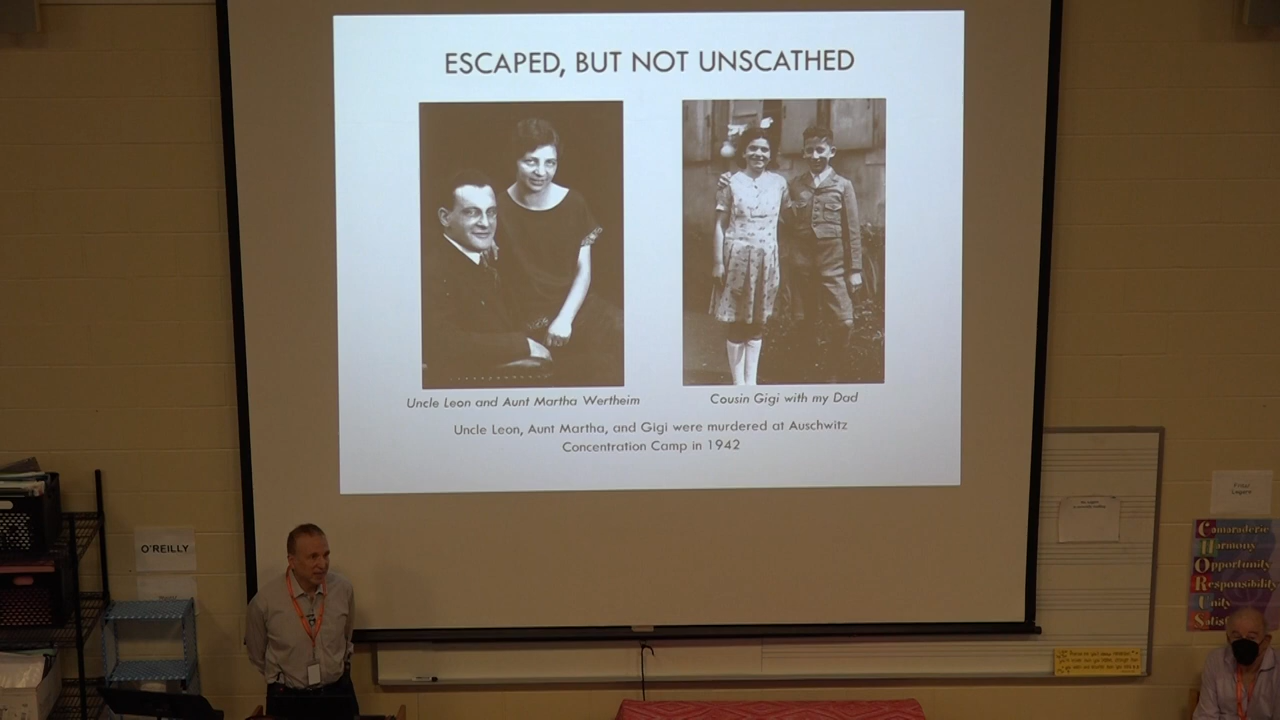 ESCAPED, BUT NOT UNSCATHED
Uncle Leon and Aunt Martha Wertheim
Cousin Gigi with my Dad
Uncle Leon, Aunt Martha, and Gigi were murdered at Auschwitz
Concentration Camp in 1942
O'REILLY
Camaraderie
Harmony
Opportunity
Responsibility
Unity
Satisf